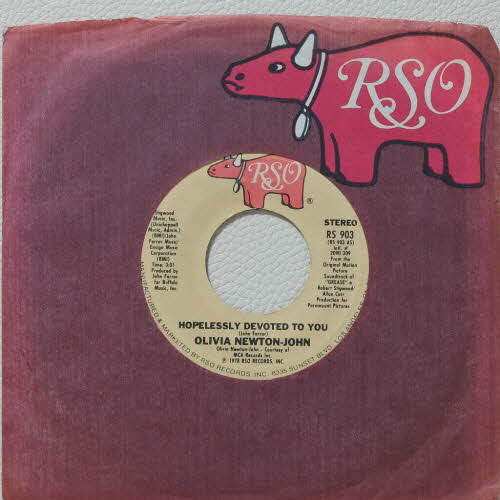 RSO
RSO
®
Stigwood
Music, Inc.
(Unichappell
Music, Admin.)
(BMI)/John
Farrar Music/
Ensign Music
Corporation
(BMI)
Time: 3:01
Produced by
John Farrar
for Buffalo
Music, Inc.
STEREO
RS 903
(RS 903 AS)
Intl #
2090 309
From the
Original Motion
Picture
Soundtrack of
"GREASE" A
Robert Stigwood/
Allan Carr
Production for
Paramount Pictures
HOPELESSLY DEVOTED TO YOU
(John Farrar)
OLIVIA NEWTON-JOHN
Olivia Newton-John - Courtesy of
MCA Records Inc.
℗ 1978 RSO RECORDS, INC.
MANUFACTURED & MARKETED BY RSO RECORDS INC. 8335 SUNSET BLVD. LOS ANGELES